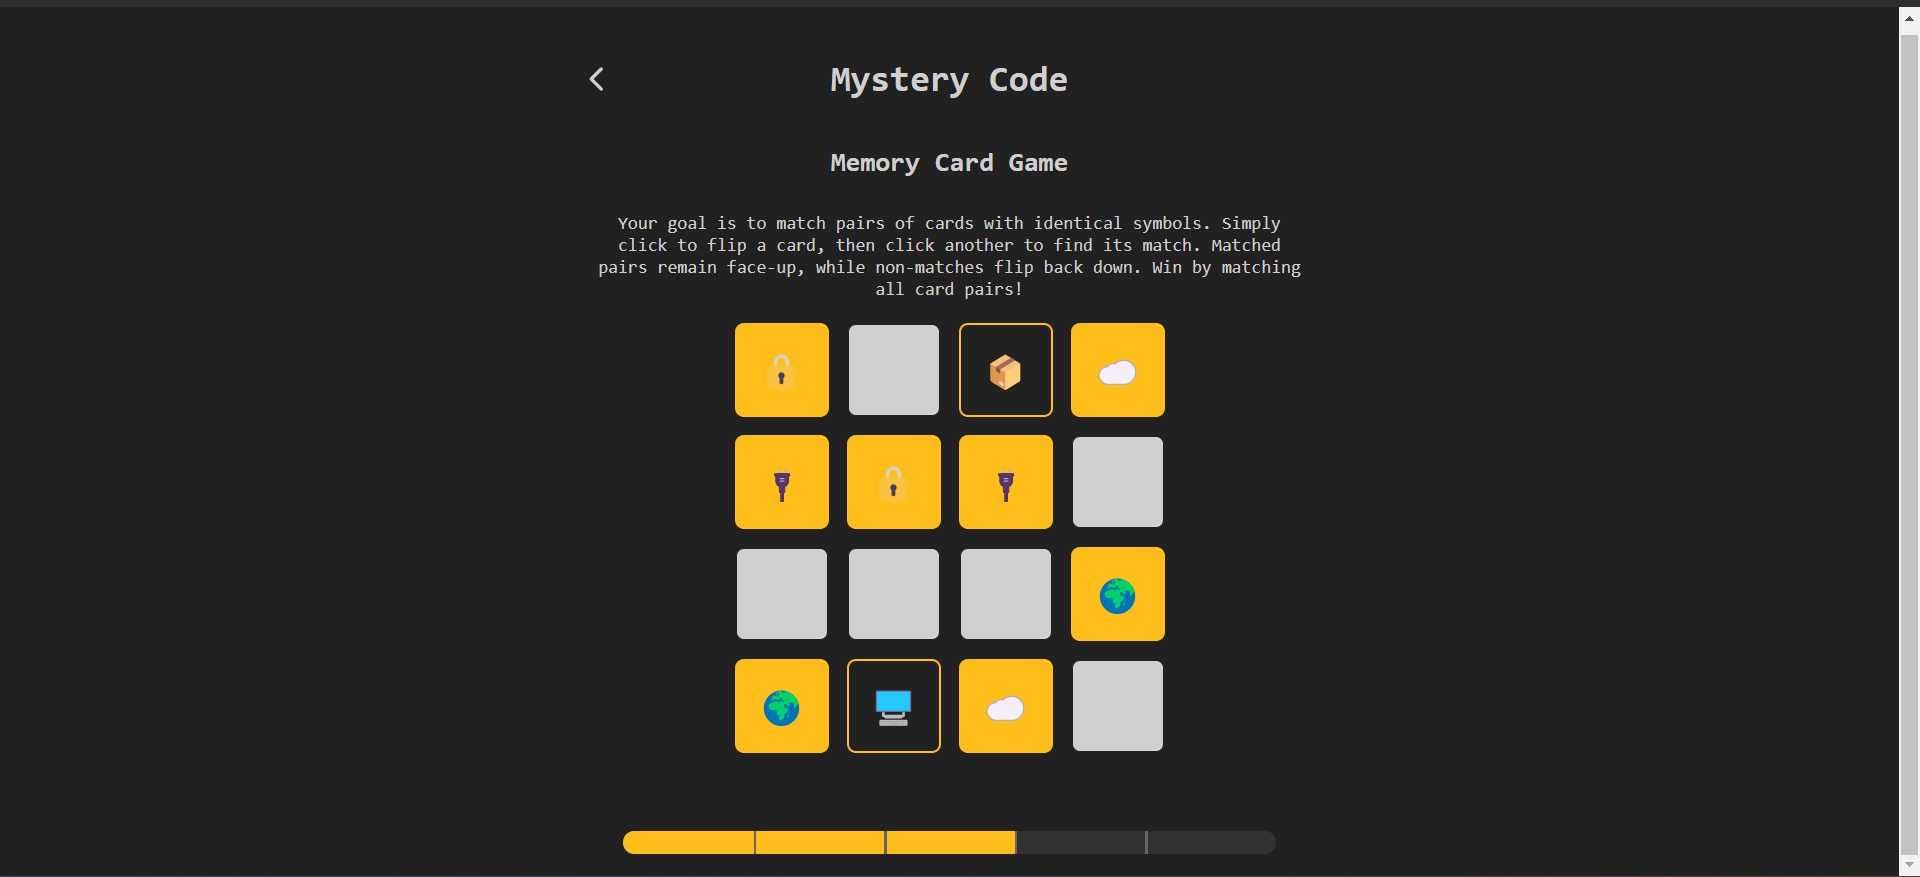 Mystery Code
Memory Card Game
Your goal is to match pairs of cards with identical symbols. Simply
click to flip a card, then click another to find its match. Matched
pairs remain face-up, while non-matches flip back down. Win by matching
all card pairs!